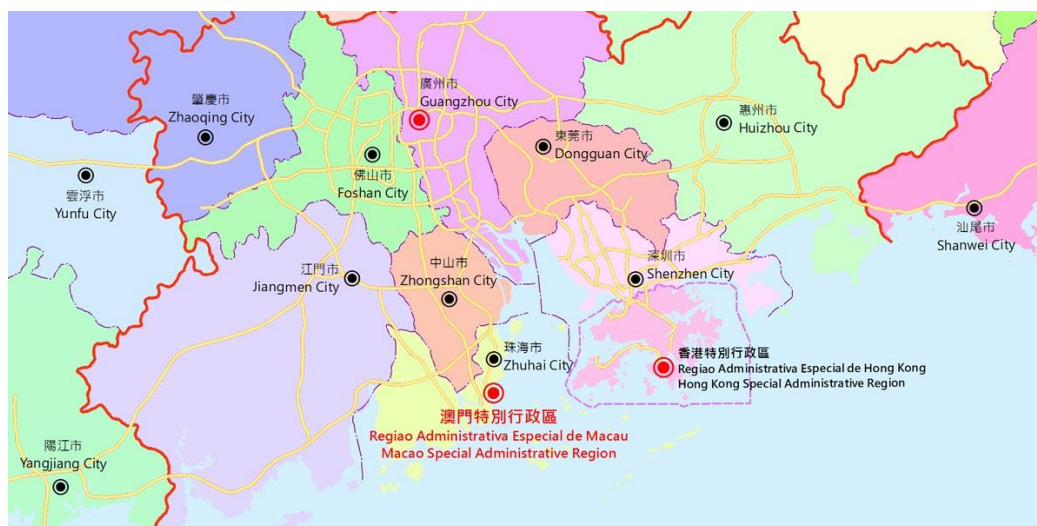 廣州市
Guangzhou City
肇慶市
Zhaoqing City
惠州市
Huizhou City
東莞市
Dongguan City
佛山市
Foshan City
雲浮市
Yunfu City
汕尾市
Shanwei City
江門市
Jiangmen City
中山市
Zhongshan City
深圳市
Shenzhen City
珠海市
Zhuhai City
香港特別行政區
Regiao Administrativa Especial de Hong Kong
Hong Kong Special Administrative Region
澳門特別行政區
Regiao Administrativa Especial de Macau
Macao Special Administrative Region
陽江市
Yangjiang City